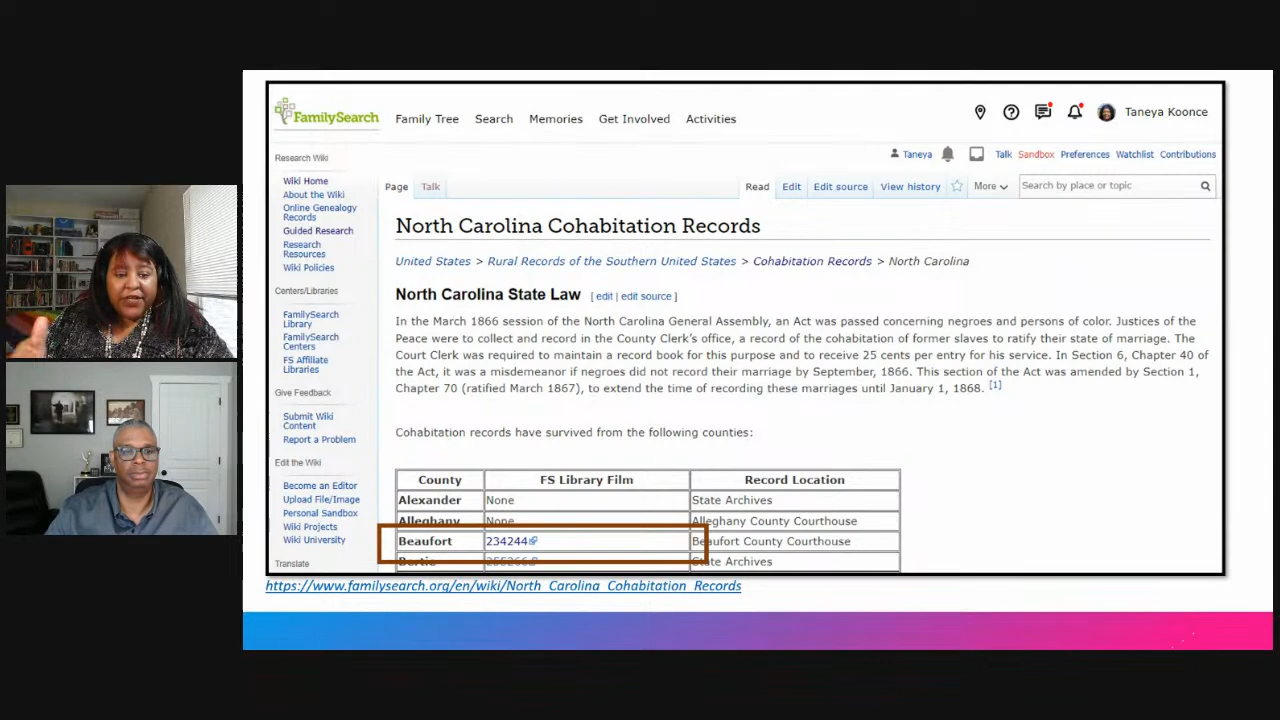 FamilySearch
Family Tree Search Memories Get Involved Activities
Taneya Koonce
Taneya Talk Sandbox Preferences Watchlist Contributions
Research Wiki
Wiki Home
About the Wiki
Online Genealogy
Records
Guided Research
Research
Resources
Wiki Policies
Centers/Libraries
FamilySearch
Library
FamilySearch
Centers
FS Affiliate
Libraries
Give Feedback
Submit Wiki
Content
Report a Problem
Edit the Wiki
Become an Editor
Upload File/Image
Personal Sandbox
Wiki Projects
Wiki University
Translate
Page Talk
Read Edit Edit source View history More Search by place or topic
North Carolina Cohabitation Records
United States > Rural Records of the Southern United States > Cohabitation Records > North Carolina
North Carolina State Law [ edit | edit source ]
In the March 1866 session of the North Carolina General Assembly, an Act was passed concerning negroes and persons of color. Justices of the
Peace were to collect and record in the County Clerk's office, a record of the cohabitation of former slaves to ratify their state of marriage. The
Court Clerk was required to maintain a record book for this purpose and to receive 25 cents per entry for his service. In Section 6, Chapter 40 of
the Act, it was a misdemeanor if negroes did not record their marriage by September, 1866. This section of the Act was amended by Section 1,
Chapter 70 (ratified March 1867), to extend the time of recording these marriages until January 1, 1868. [1]
Cohabitation records have survived from the following counties:
County FS Library Film Record Location
Alexander None State Archives
Alleghany None Alleghany County Courthouse
Beaufort 234244 Beaufort County Courthouse
Bertie State Archives
https://www.familysearch.org/en/wiki/North_Carolina_Cohabitation_Records